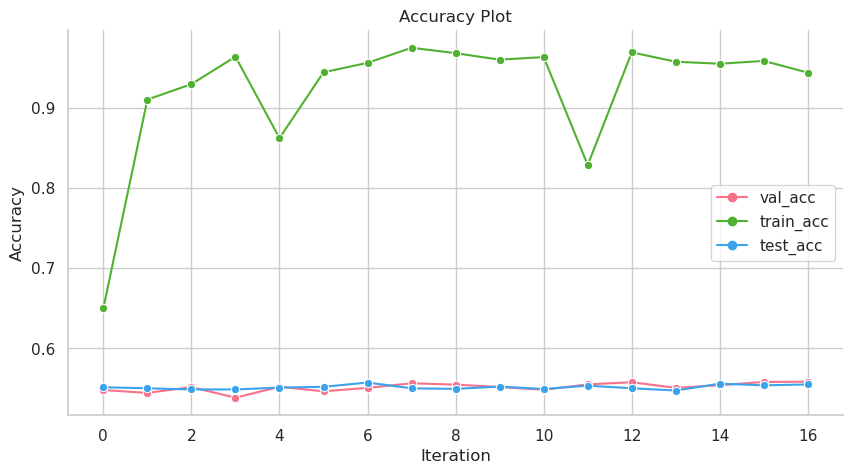 Accuracy Plot
Accuracy
0.9
0.8
0.7
0.6
val_acc
train_acc
test_acc
0 2 4 6 8 10 12 14 16
Iteration